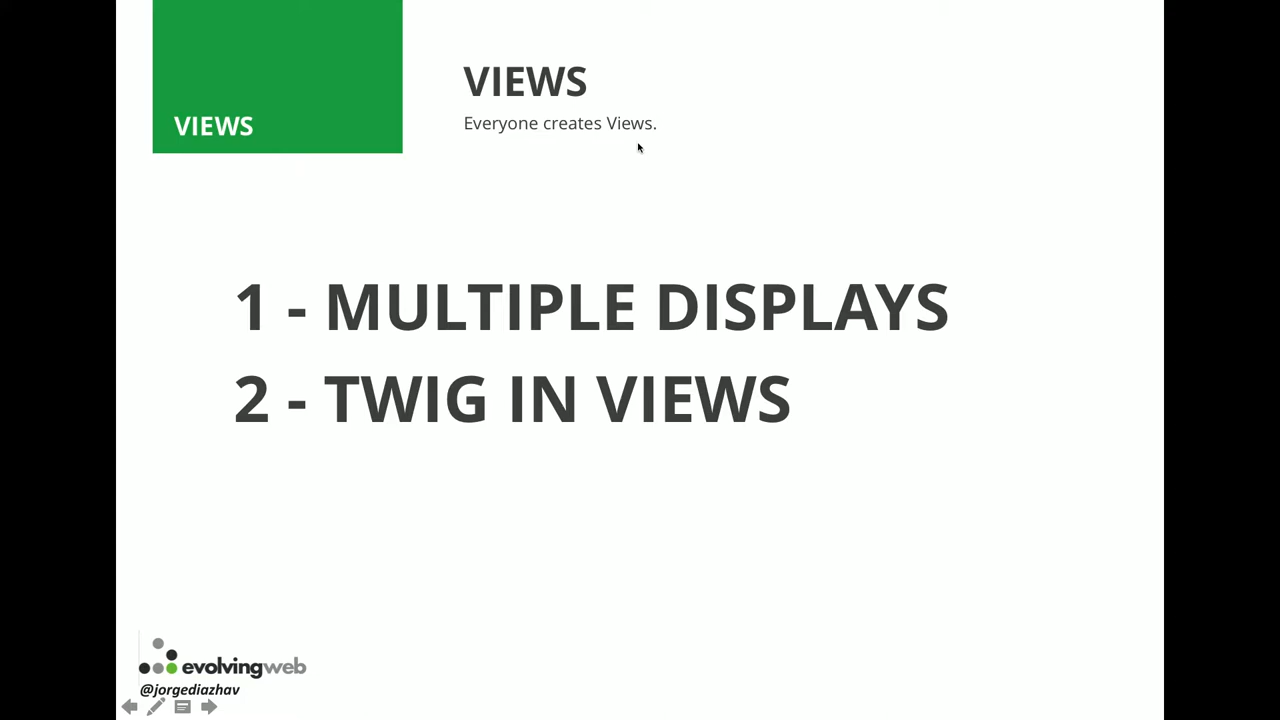 VIEWS
VIEWS
Everyone creates Views.
1 - MULTIPLE DISPLAYS
2 - TWIG IN VIEWS
evolvingweb
@jorgediazhav